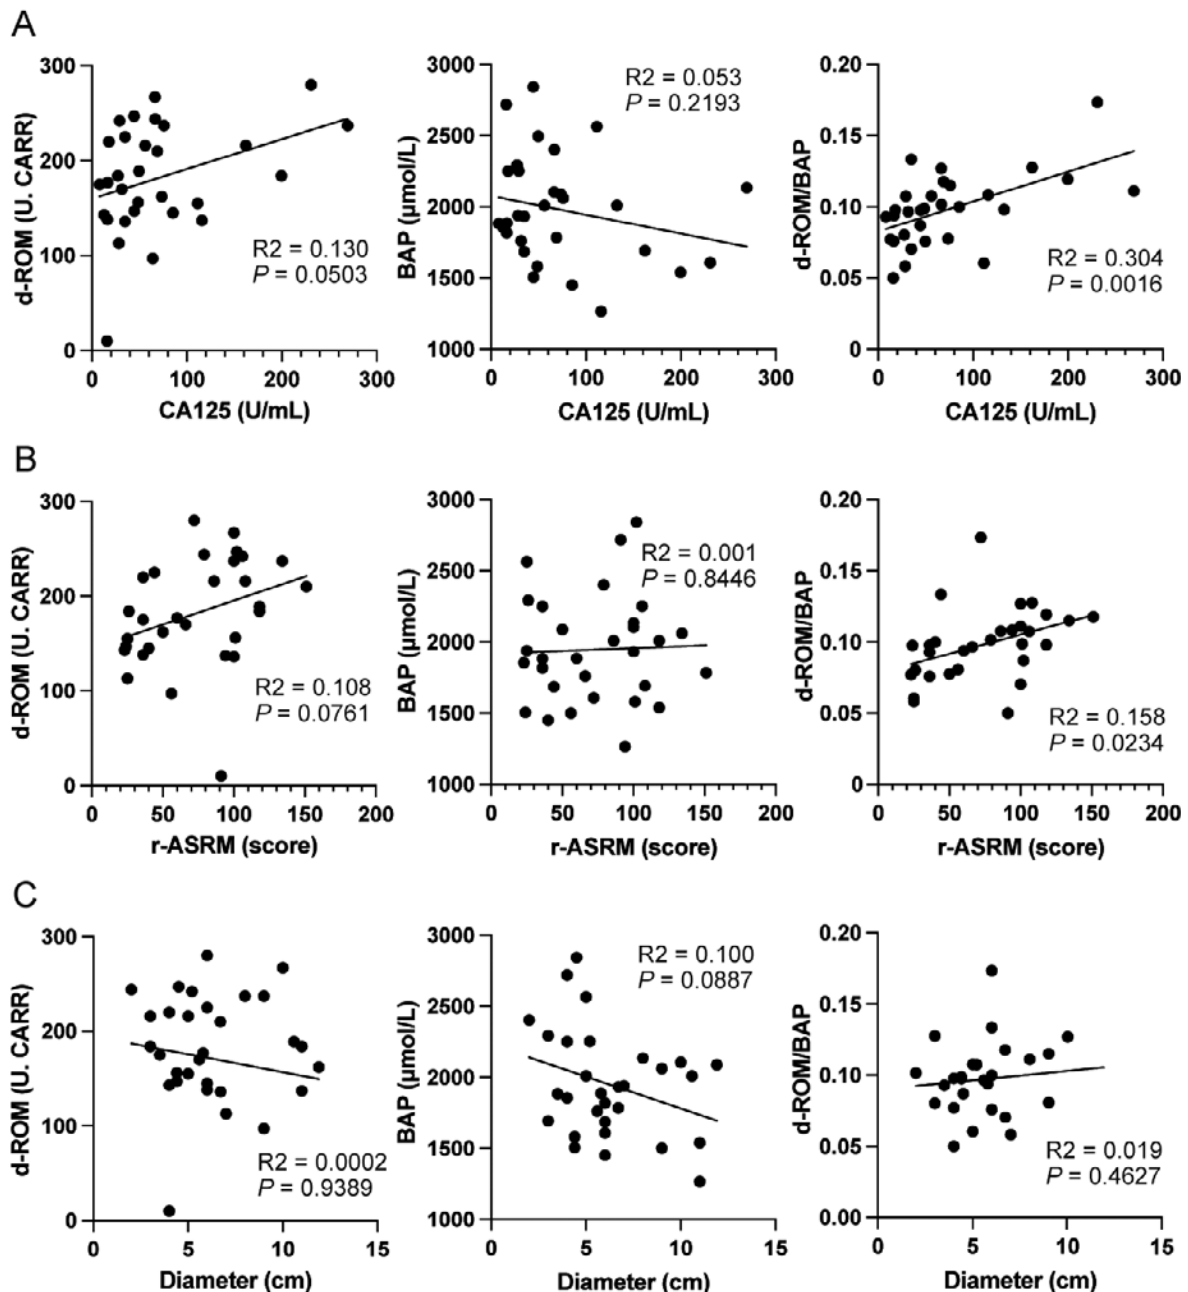 A
300
200
100
0
d-ROM (U. CARR)
R2 = 0.130
P = 0.0503
0 100 200 300
CA125 (U/mL)
3000
2500
2000
1500
1000
BAP (μmol/L)
R2 = 0.053
P = 0.2193
0 100 200 300
CA125 (U/mL)
0.20
0.15
0.10
0.05
0
d-ROM/BAP
R2 = 0.304
P = 0.0016
0 100 200 300
CA125 (U/mL)
B
300
200
100
0
d-ROM (U. CARR)
R2 = 0.108
P = 0.0761
0 50 100 150 200
r-ASRM (score)
3000
2500
2000
1500
1000
BAP (μmol/L)
R2 = 0.001
P = 0.8446
0 50 100 150 200
r-ASRM (score)
0.20
0.15
0.10
0.05
0
d-ROM/BAP
R2 = 0.158
P = 0.0234
0 50 100 150 200
r-ASRM (score)
C
300
200
100
0
d-ROM (U. CARR)
R2 = 0.0002
P = 0.9389
0 5 10 15
Diameter (cm)
3000
2500
2000
1500
1000
BAP (μmol/L)
R2 = 0.100
P = 0.0887
0 5 10 15
Diameter (cm)
0.20
0.15
0.10
0.05
0.00
d-ROM/BAP
R2 = 0.019
P = 0.4627
0 5 10 15
Diameter (cm)